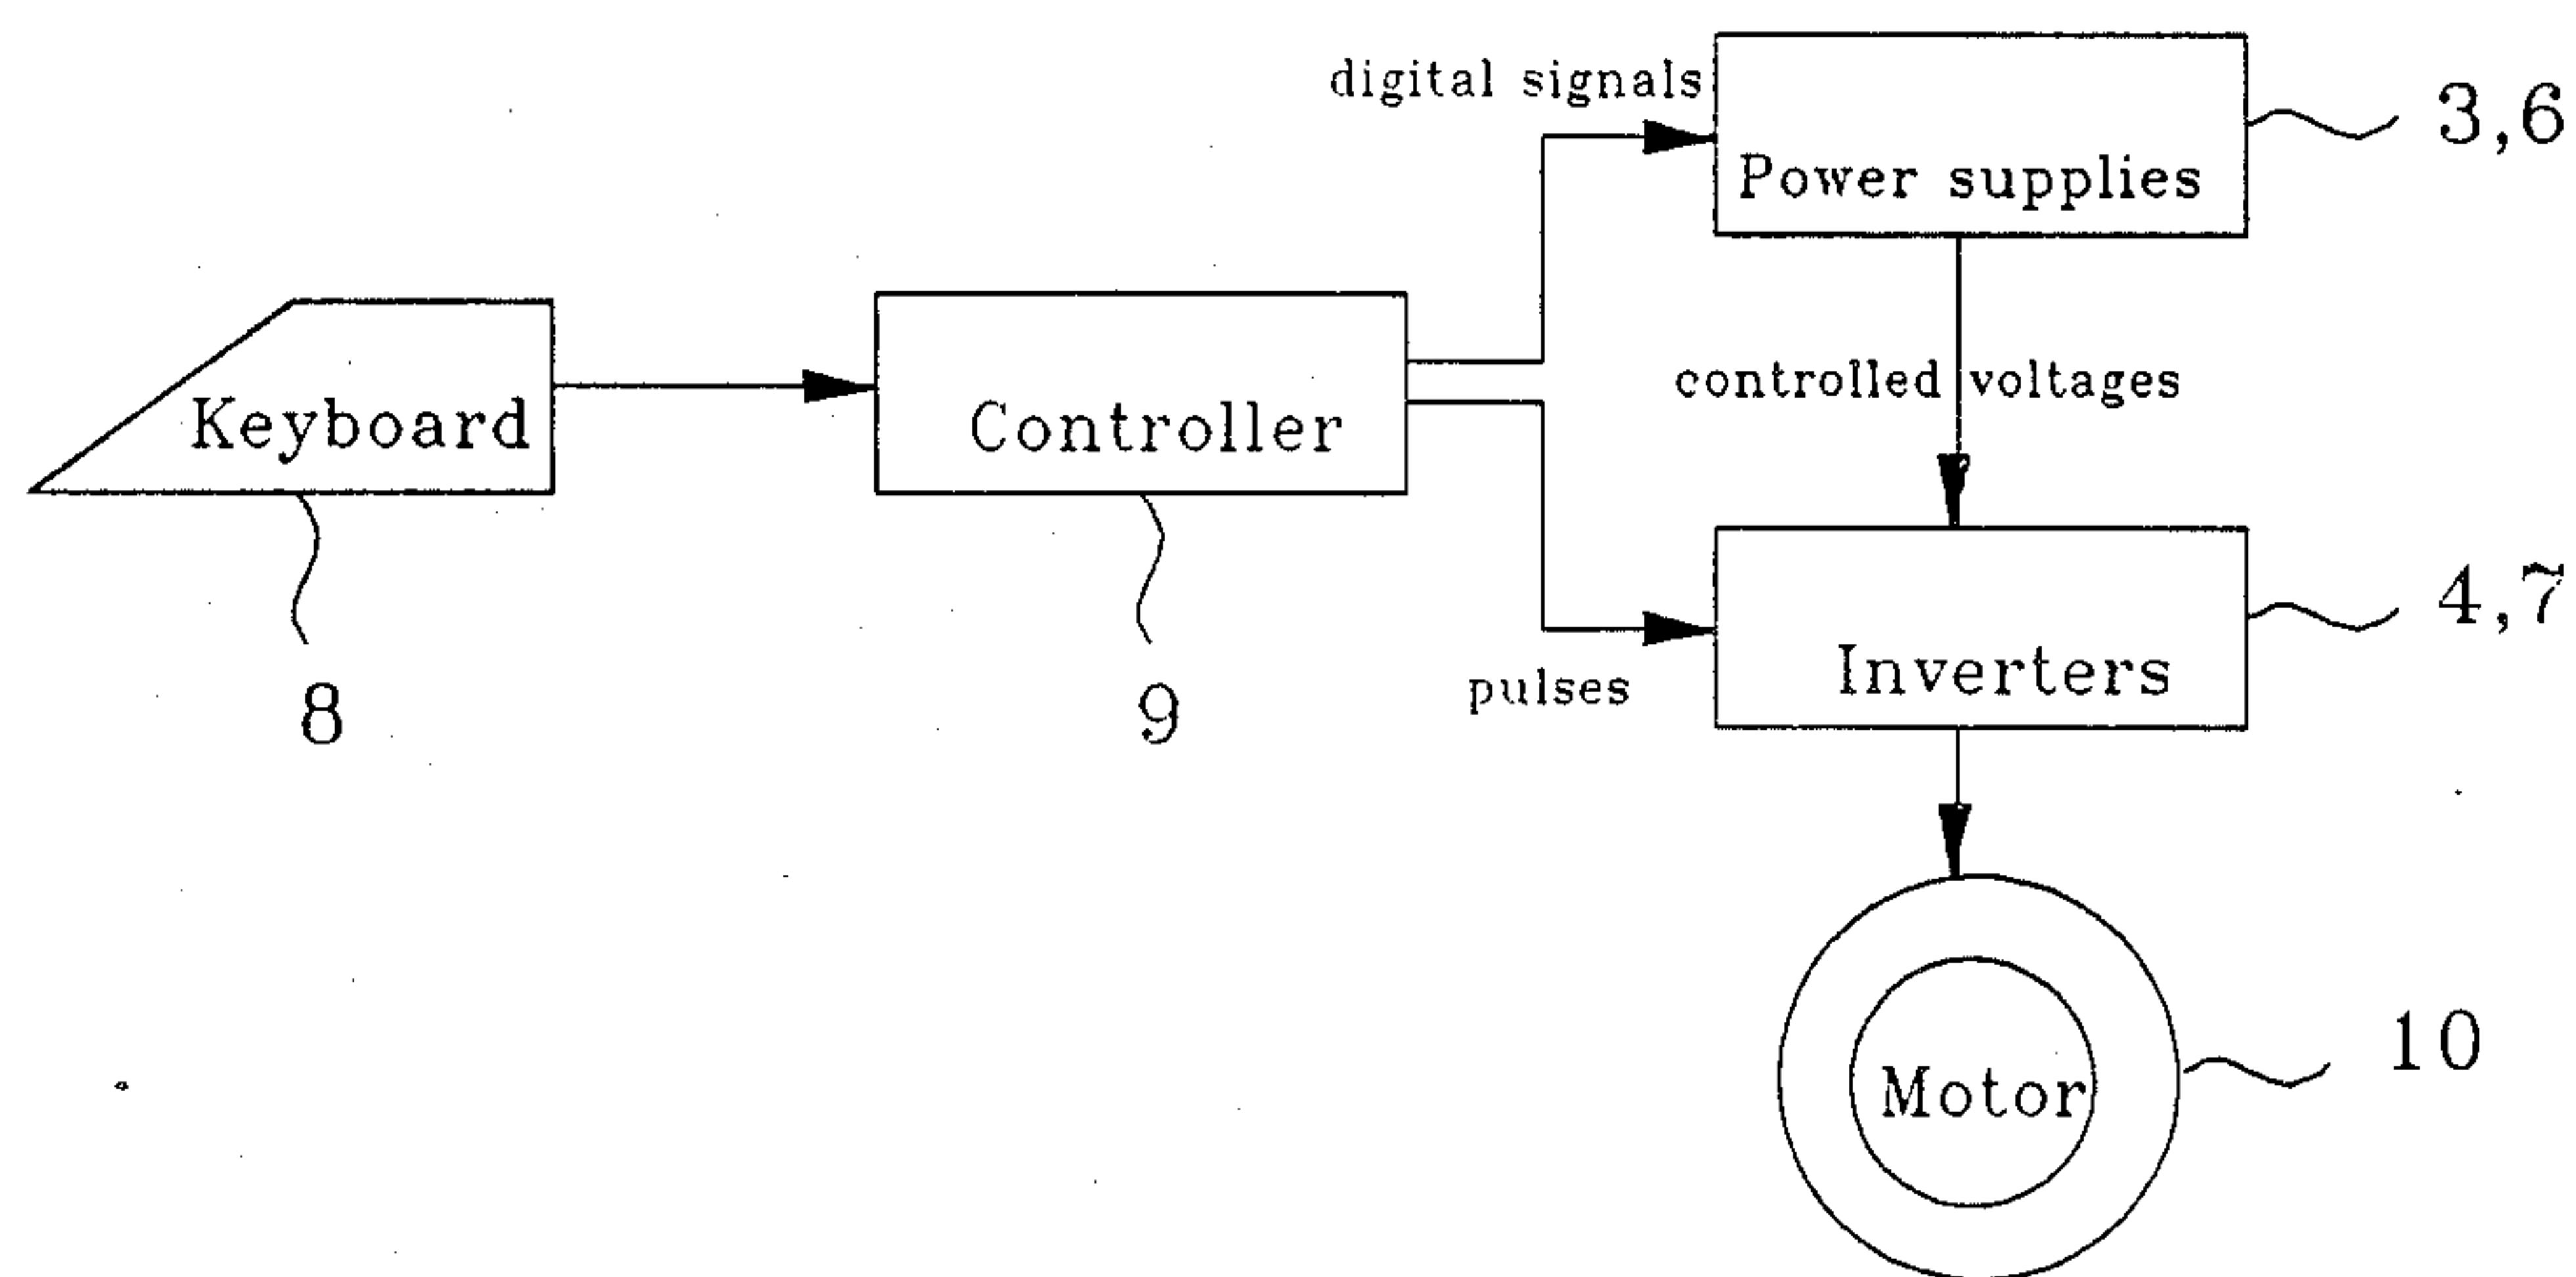 digital signals
3,6
Power supplies
controlled voltages
Keyboard
Controller
4,7
Inverters
pulses
8
9
10
Motor